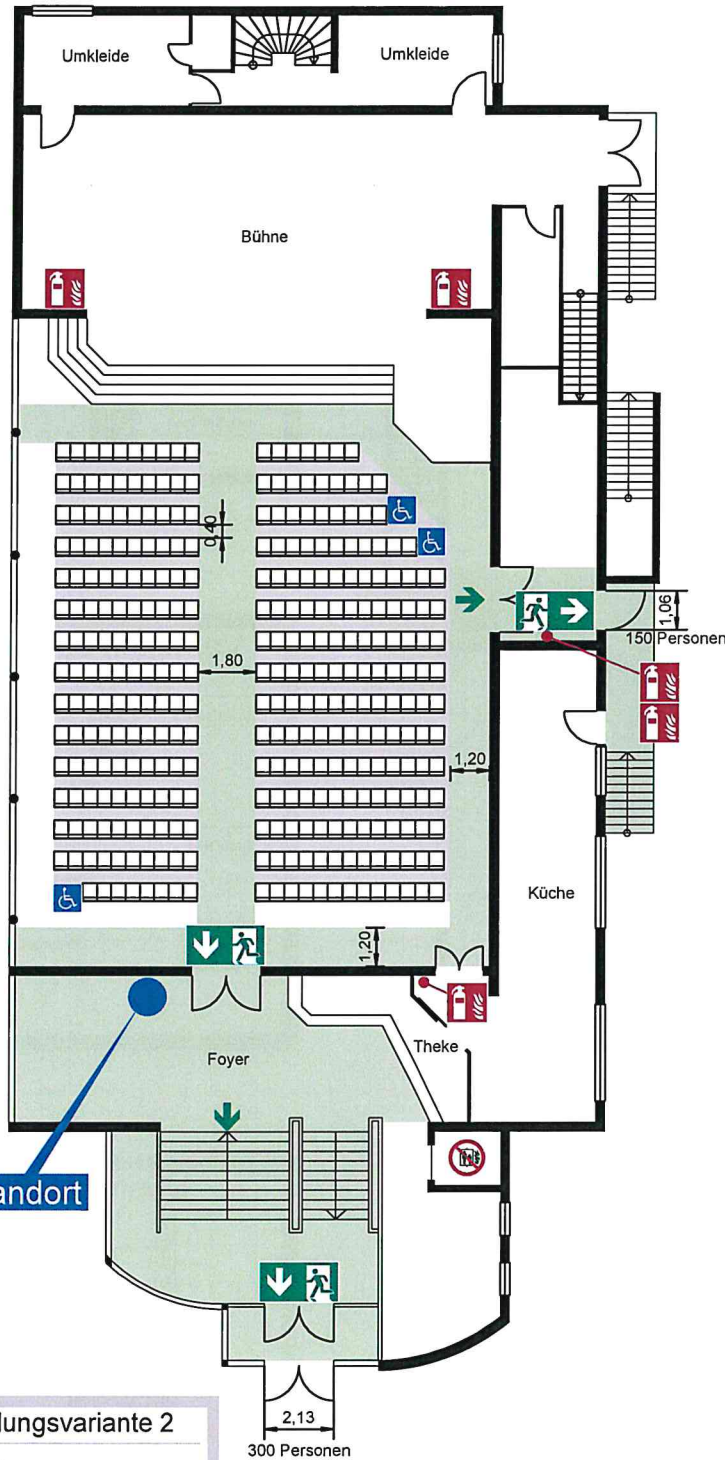 Umkleide
Umkleide
Bühne
0,40
1,80
1,06
150 Personen
1,20
Küche
1,20
Foyer
Theke
andort
lungsvariante 2
2,13
300 Personen